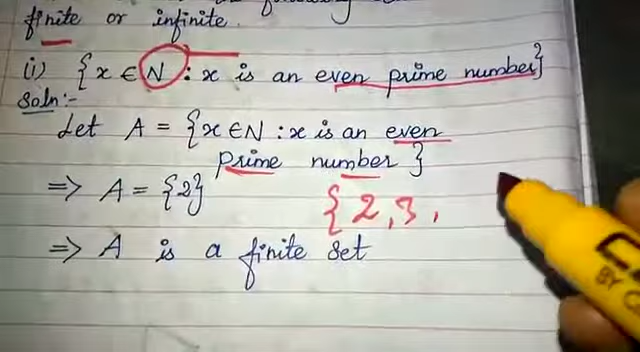 finite or infinite.
(i) {x ∈ N : x is an even prime number}
Soln:-
Let A = {x ∈ N : x is an even
prime number}
⇒ A = {2}
{2, 3,
⇒ A is a finite set
BY